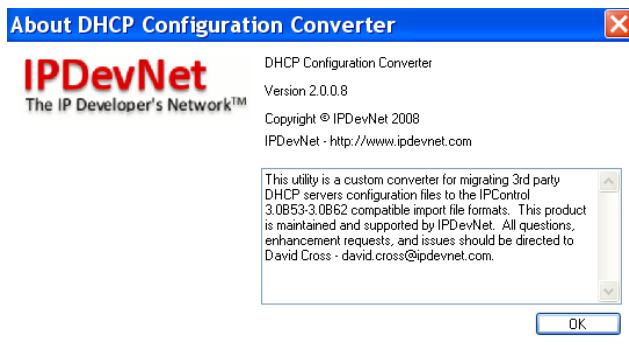 About DHCP Configuration Converter
IPDevNet
The IP Developer's Network™
DHCP Configuration Converter
Version 2.0.0.8
Copyright © IPDevNet 2008
IPDevNet - http://www.ipdevnet.com
This utility is a custom converter for migrating 3rd party
DHCP servers configuration files to the IPControl
3.0B53-3.0B62 compatible import file formats.  This product
is maintained and supported by IPDevNet.  All questions,
enhancement requests, and issues should be directed to
David Cross - david.cross@ipdevnet.com.
OK